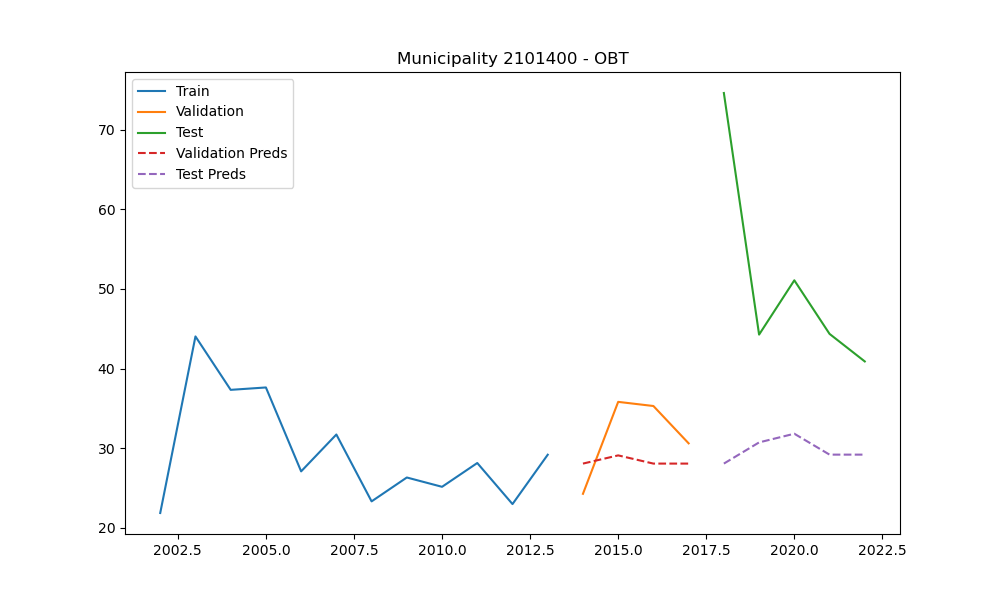 Municipality 2101400 - OBT
Train
Validation
Test
Validation Preds
Test Preds
70
60
50
40
30
20
2002.5 2005.0 2007.5 2010.0 2012.5 2015.0 2017.5 2020.0 2022.5